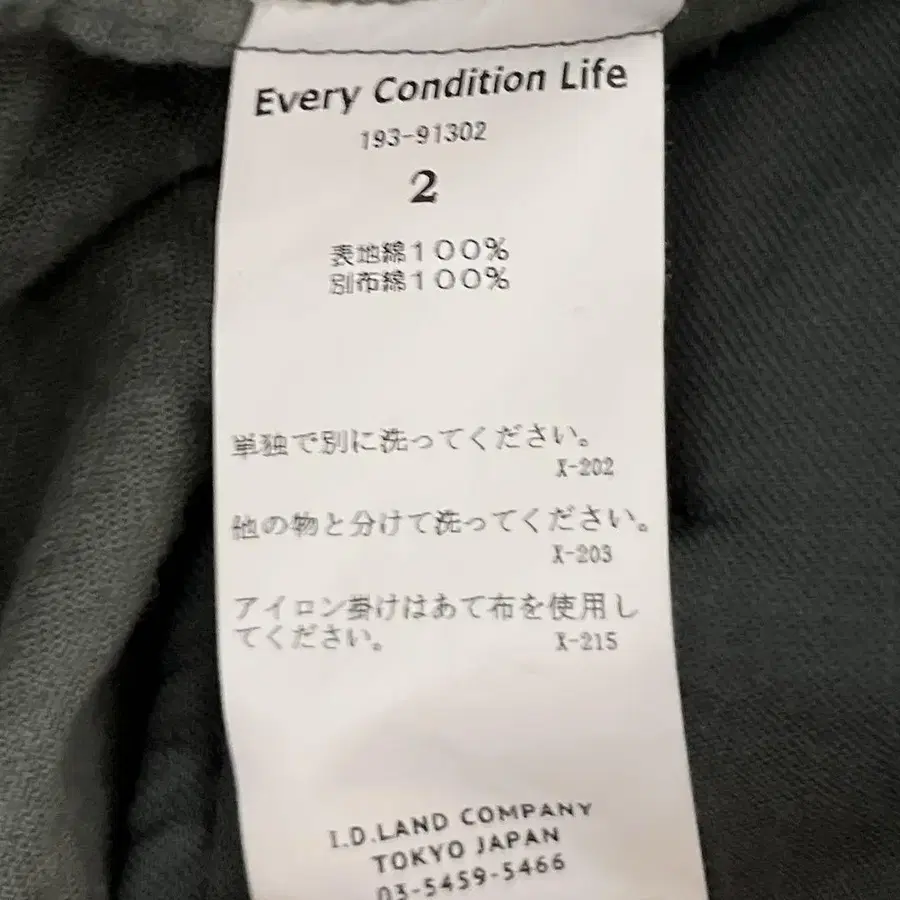 Every Condition Life
193-91302
2
表地綿100%
別布綿100%
単独で別に洗ってください。
X-202
他の物と分けて洗ってください。
X-203
アイロン掛けはあて布を使用し
てください。 X-215
I.D.LAND COMPANY
TOKYO JAPAN
03-5459-5466